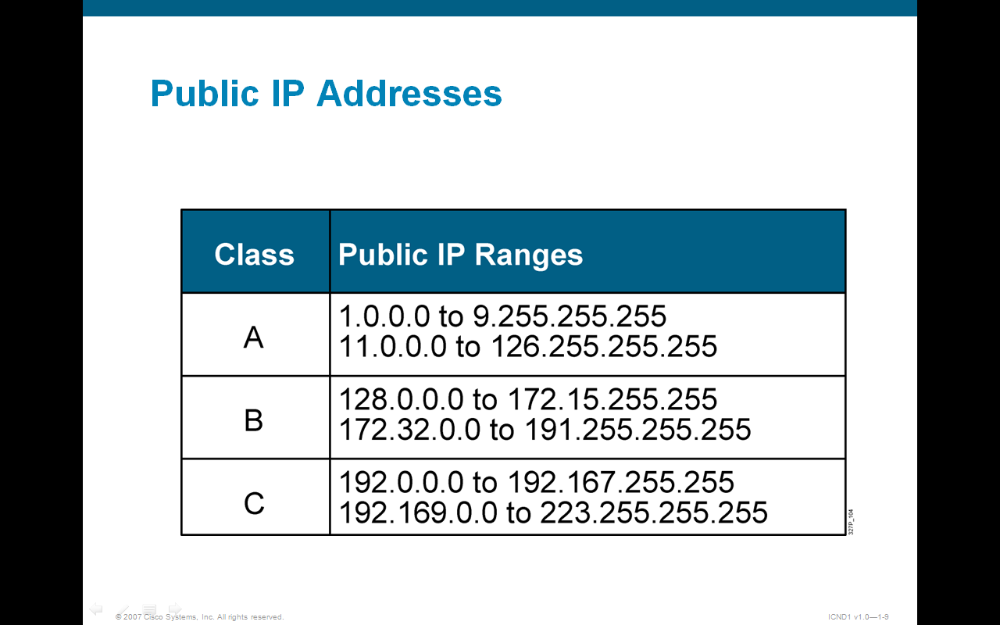 Public IP Addresses
Class Public IP Ranges
A
1.0.0.0 to 9.255.255.255
11.0.0.0 to 126.255.255.255
B
128.0.0.0 to 172.15.255.255
172.32.0.0 to 191.255.255.255
C
192.0.0.0 to 192.167.255.255
192.169.0.0 to 223.255.255.255
327P_104
© 2007 Cisco Systems, Inc. All rights reserved.
ICND1 v1.0—1-9